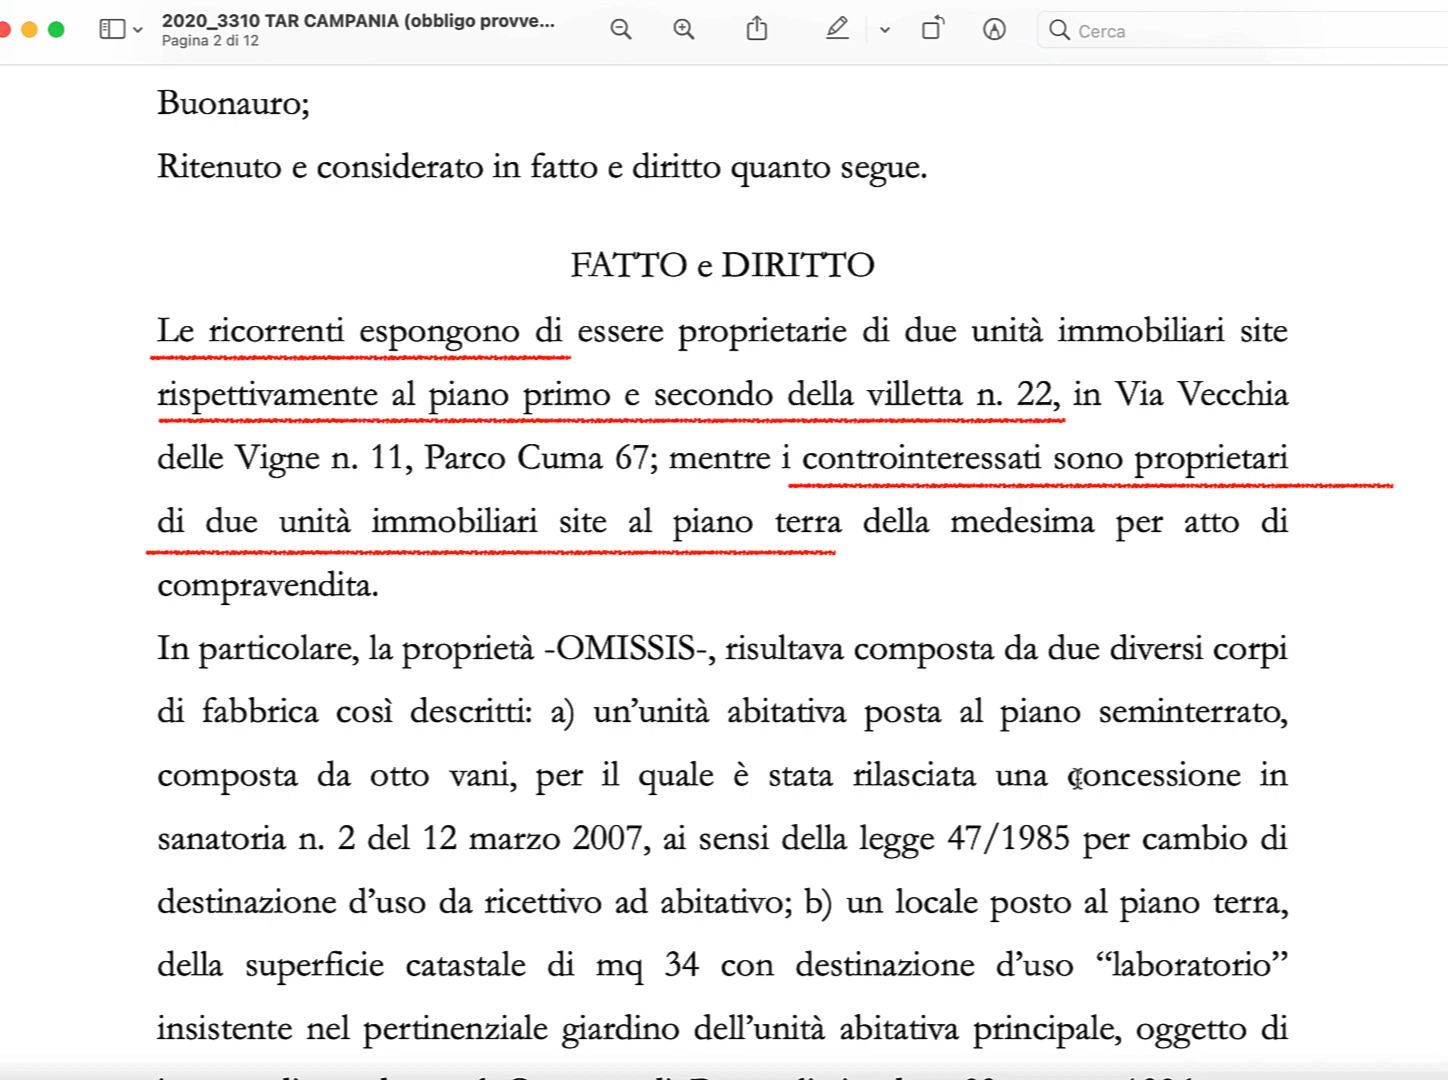 2020_3310 TAR CAMPANIA (obbligo provve...
Pagina 2 di 12
Cerca
Buonauro;
Ritenuto e considerato in fatto e diritto quanto segue.
FATTO e DIRITTO
Le ricorrenti espongono di essere proprietarie di due unità immobiliari site
rispettivamente al piano primo e secondo della villetta n. 22, in Via Vecchia
delle Vigne n. 11, Parco Cuma 67; mentre i controinteressati sono proprietari
di due unità immobiliari site al piano terra della medesima per atto di
compravendita.
In particolare, la proprietà -OMISSIS-, risultava composta da due diversi corpi
di fabbrica così descritti: a) un’unità abitativa posta al piano seminterrato,
composta da otto vani, per il quale è stata rilasciata una concessione in
sanatoria n. 2 del 12 marzo 2007, ai sensi della legge 47/1985 per cambio di
destinazione d’uso da ricettivo ad abitativo; b) un locale posto al piano terra,
della superficie catastale di mq 34 con destinazione d’uso “laboratorio”
insistente nel pertinenziale giardino dell’unità abitativa principale, oggetto di